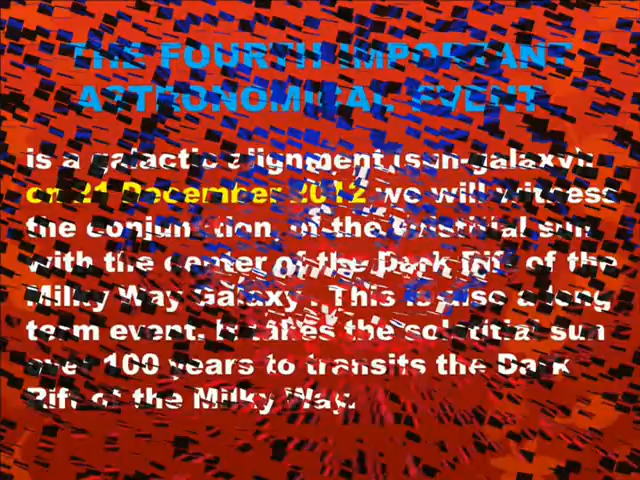 THE FOURTH IMPORTANT
ASTRONOMICAL EVENT
is a galactic alignment (sun-galaxy):
on 21 December 2012 we will witness
the conjunction of the solstitial sun
with the center of the Dark Rift of the
Milky Way Galaxy. This is also a long
term event. It takes the solstitial sun
over 100 years to transits the Dark
Rift of the Milky Way.